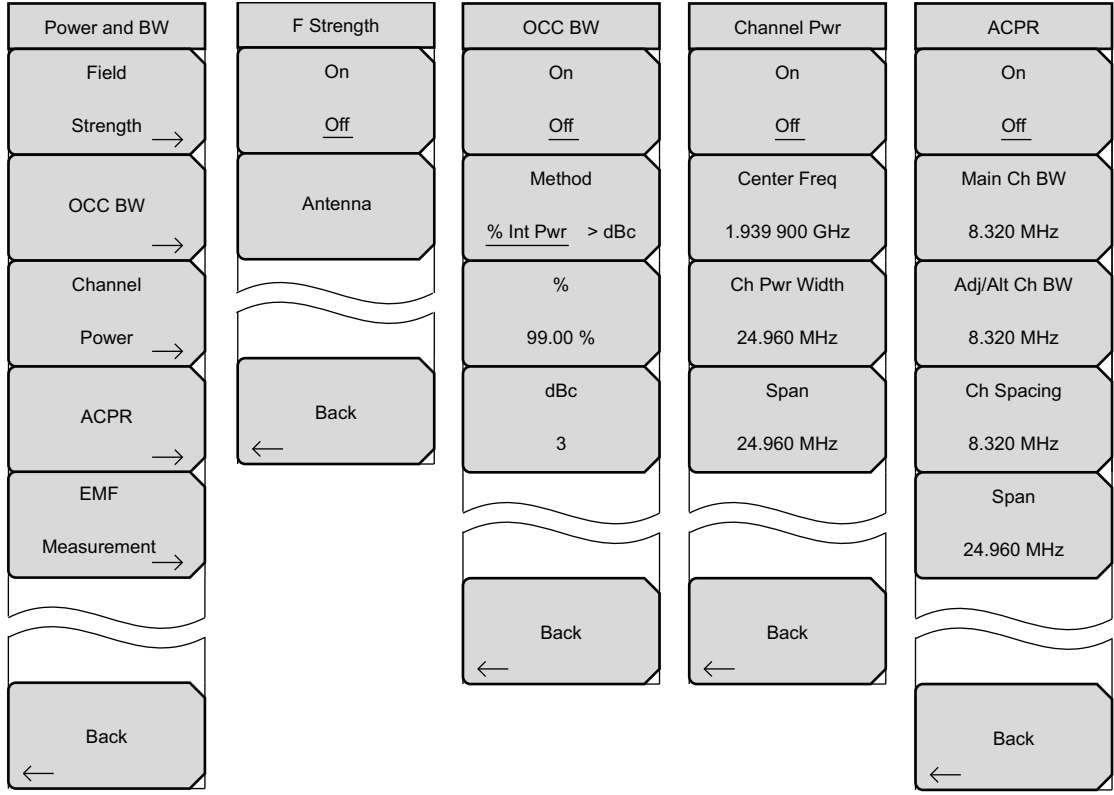 Power and BW
Field
Strength
OCC BW
Channel
Power
ACPR
EMF
Measurement
Back
F Strength
On
Off
Antenna
Back
OCC BW
On
Off
Method
% Int Pwr > dBc
%
99.00 %
dBc
3
Back
Channel Pwr
On
Off
Center Freq
1.939 900 GHz
Ch Pwr Width
24.960 MHz
Span
24.960 MHz
Back
ACPR
On
Off
Main Ch BW
8.320 MHz
Adj/Alt Ch BW
8.320 MHz
Ch Spacing
8.320 MHz
Span
24.960 MHz
Back